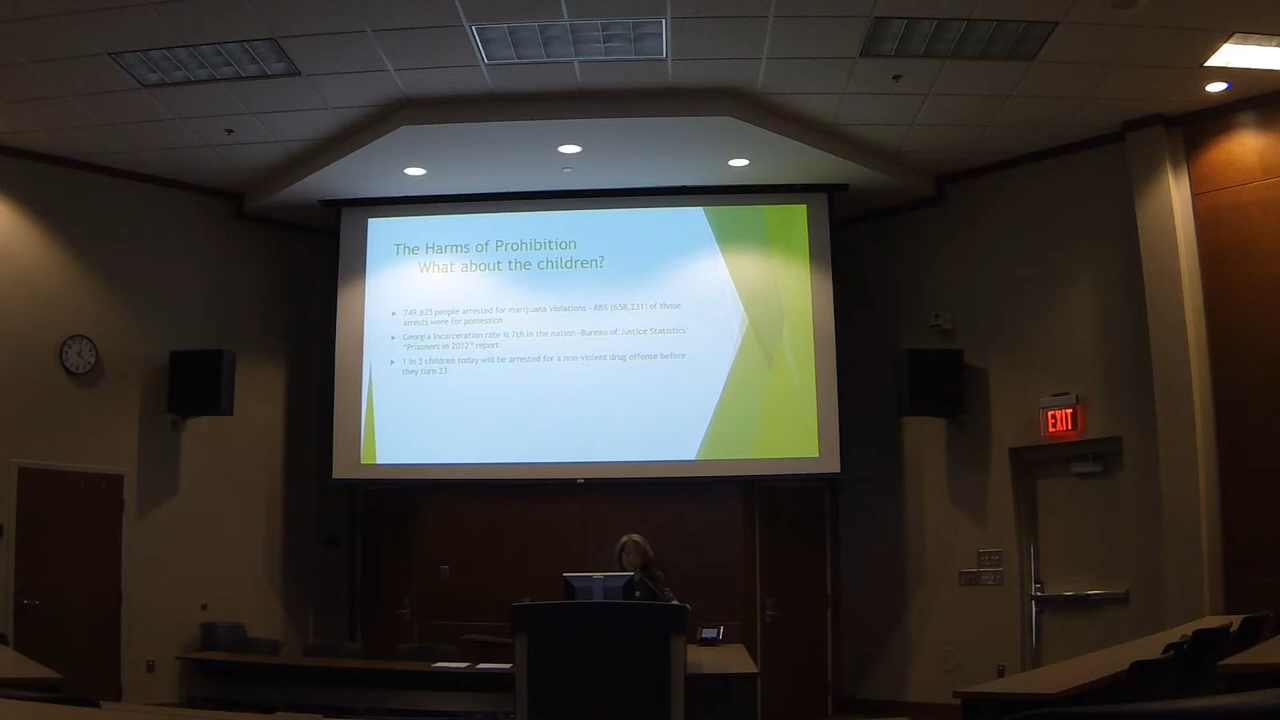 The Harms of Prohibition
What about the children?
749,825 people arrested for marijuana violations - 88% (658,231) of those
arrests were for possession
Georgia incarceration rate is 7th in the nation -Bureau of Justice Statistics'
"Prisoners in 2012" report
1 in 3 children today will be arrested for a non-violent drug offense before
they turn 23.
EXIT